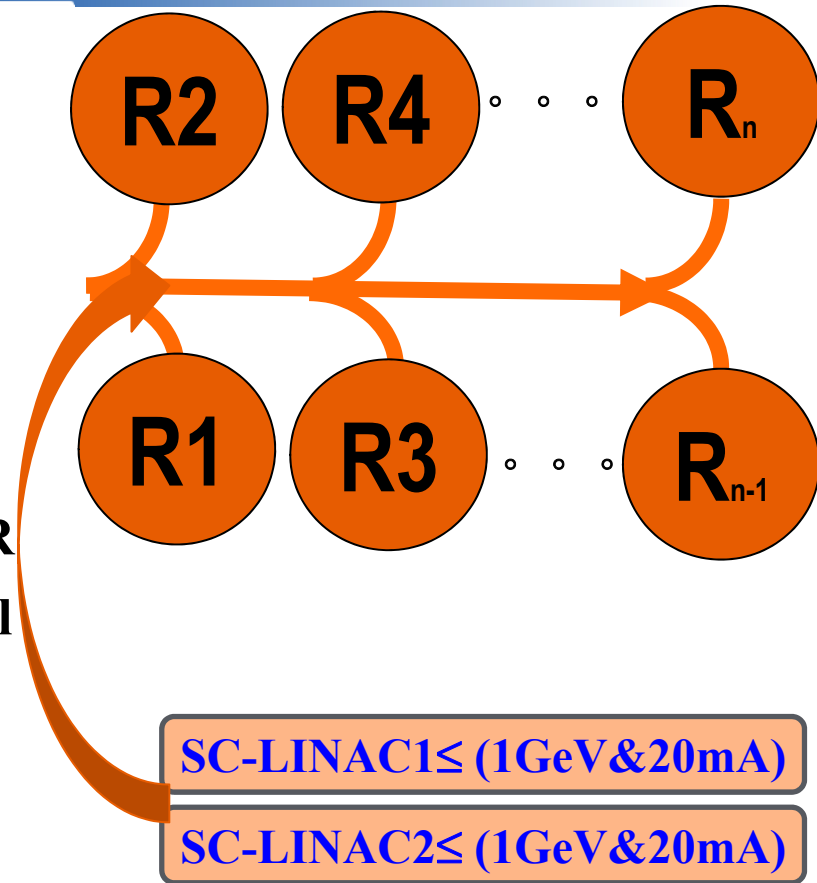 R2 R4 Rn
R1 R3 Rn-1
R
l
SC-LINAC1≤ (1GeV&20mA)
SC-LINAC2≤ (1GeV&20mA)